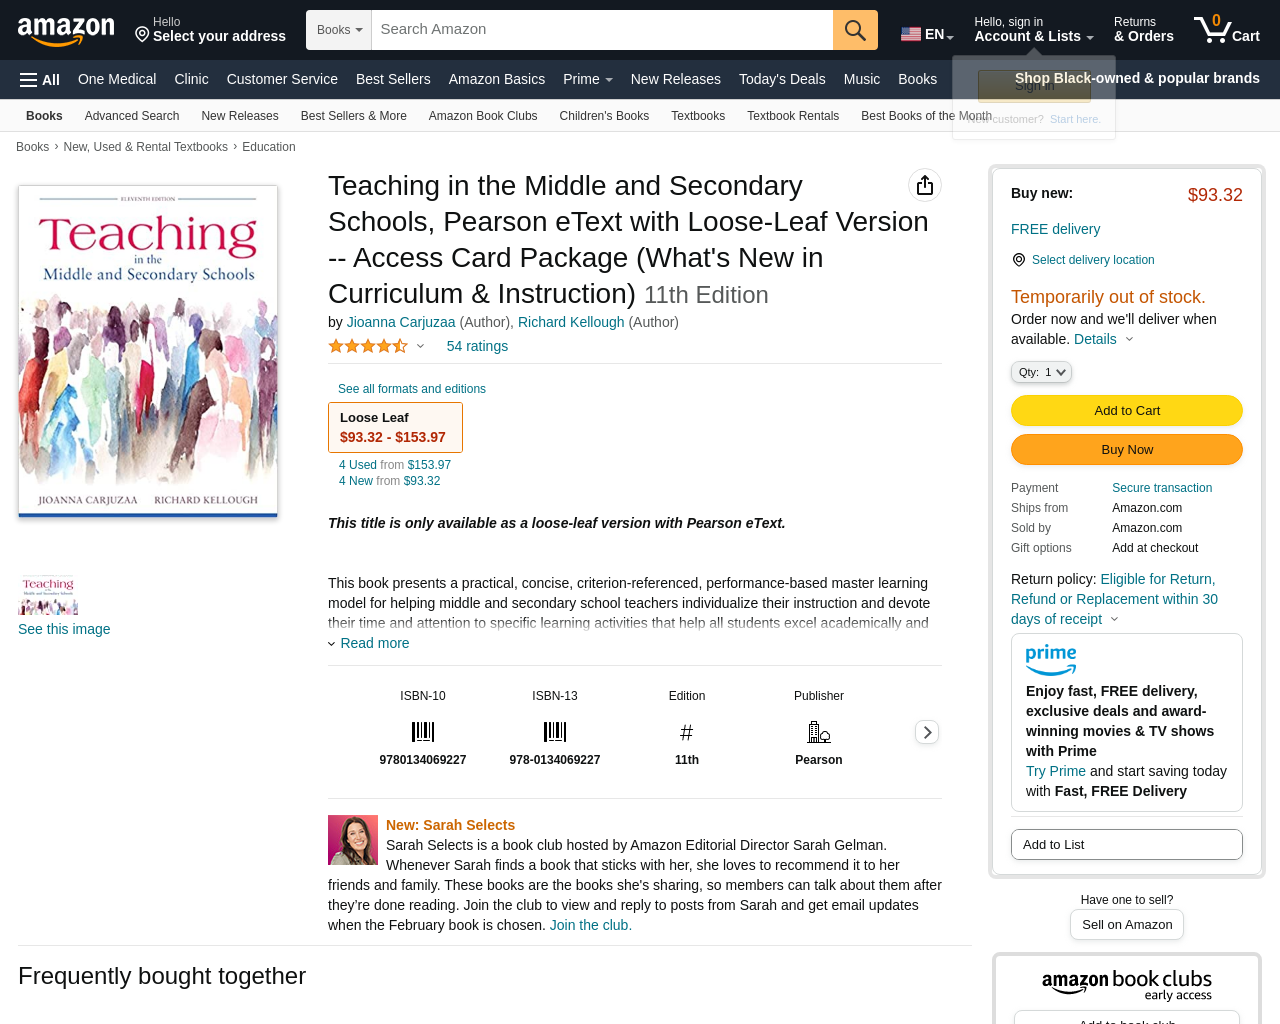 amazon
Hello
Select your address
Books
Search Amazon
EN
Hello, sign in
Account & Lists
Returns
& Orders
0
Cart
All
One Medical
Clinic
Customer Service
Best Sellers
Amazon Basics
Prime
New Releases
Today's Deals
Music
Books
Shop Black-owned & popular brands
Sign in
New customer? Start here.
Books
Advanced Search
New Releases
Best Sellers & More
Amazon Book Clubs
Children's Books
Textbooks
Textbook Rentals
Best Books of the Month
Books › New, Used & Rental Textbooks › Education
ELEVENTH EDITION
Teaching
in the
Middle and Secondary Schools
JIOANNA CARJUZAA RICHARD KELLOUGH
Teaching
in the
Middle and Secondary Schools
See this image
Teaching in the Middle and Secondary
Schools, Pearson eText with Loose-Leaf Version
-- Access Card Package (What's New in
Curriculum & Instruction) 11th Edition
by Jioanna Carjuzaa (Author), Richard Kellough (Author)
54 ratings
See all formats and editions
Loose Leaf
$93.32 - $153.97
4 Used from $153.97
4 New from $93.32
This title is only available as a loose-leaf version with Pearson eText.
This book presents a practical, concise, criterion-referenced, performance-based master learning
model for helping middle and secondary school teachers individualize their instruction and devote
their time and attention to specific learning activities that help all students excel academically and
Read more
ISBN-10
9780134069227
ISBN-13
978-0134069227
Edition
#
11th
Publisher
Pearson
New: Sarah Selects
Sarah Selects is a book club hosted by Amazon Editorial Director Sarah Gelman.
Whenever Sarah finds a book that sticks with her, she loves to recommend it to her
friends and family. These books are the books she's sharing, so members can talk about them after
they’re done reading. Join the club to view and reply to posts from Sarah and get email updates
when the February book is chosen. Join the club.
Frequently bought together
Buy new:
$93.32
FREE delivery
Select delivery location
Temporarily out of stock.
Order now and we'll deliver when
available. Details
Qty: 1
Add to Cart
Buy Now
Payment Secure transaction
Ships from Amazon.com
Sold by Amazon.com
Gift options Add at checkout
Return policy: Eligible for Return,
Refund or Replacement within 30
days of receipt
prime
Enjoy fast, FREE delivery,
exclusive deals and award-
winning movies & TV shows
with Prime
Try Prime and start saving today
with Fast, FREE Delivery
Add to List
Have one to sell?
Sell on Amazon
amazon book clubs
early access
Add to book club